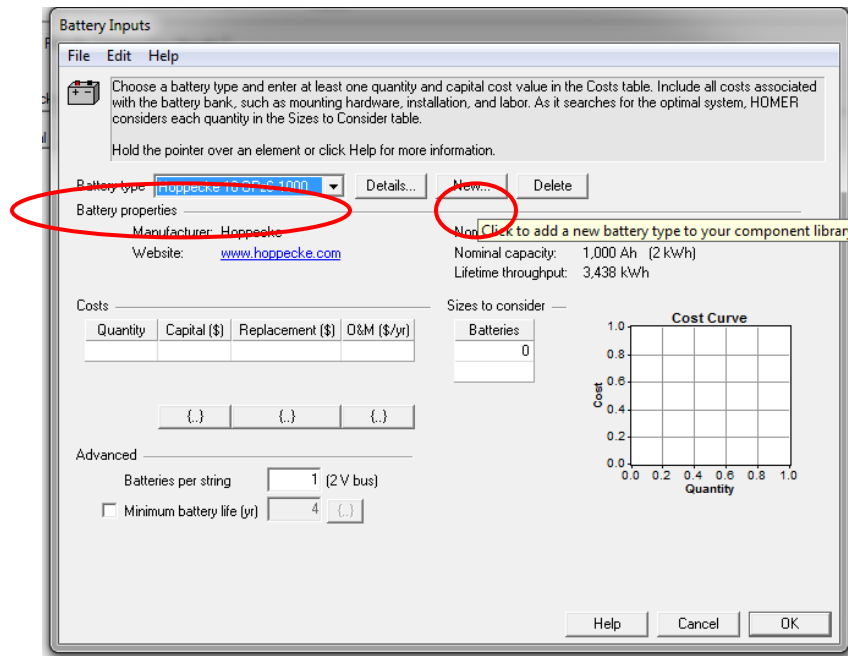 Battery Inputs
File Edit Help
Choose a battery type and enter at least one quantity and capital cost value in the Costs table. Include all costs associated
with the battery bank, such as mounting hardware, installation, and labor. As it searches for the optimal system, HOMER
considers each quantity in the Sizes to Consider table.
Hold the pointer over an element or click Help for more information.
Battery type Hoppecke 10 OPzS 1000 Details... New... Delete
Battery properties
Manufacturer: Hoppecke
Click to add a new battery type to your component library
Website: www.hoppecke.com Nominal capacity: 1,000 Ah (2 kWh)
Lifetime throughput: 3,438 kWh
Costs Sizes to consider
Quantity Capital ($) Replacement ($) O&M ($/yr) Batteries
0
{..} {..} {..}
Cost Curve
1.0
0.8
0.6
0.4
0.2
0.0
Cost
0.0 0.2 0.4 0.6 0.8 1.0
Quantity
Advanced
Batteries per string 1 (2 V bus)
Minimum battery life (yr) 4 {..}
Help Cancel OK